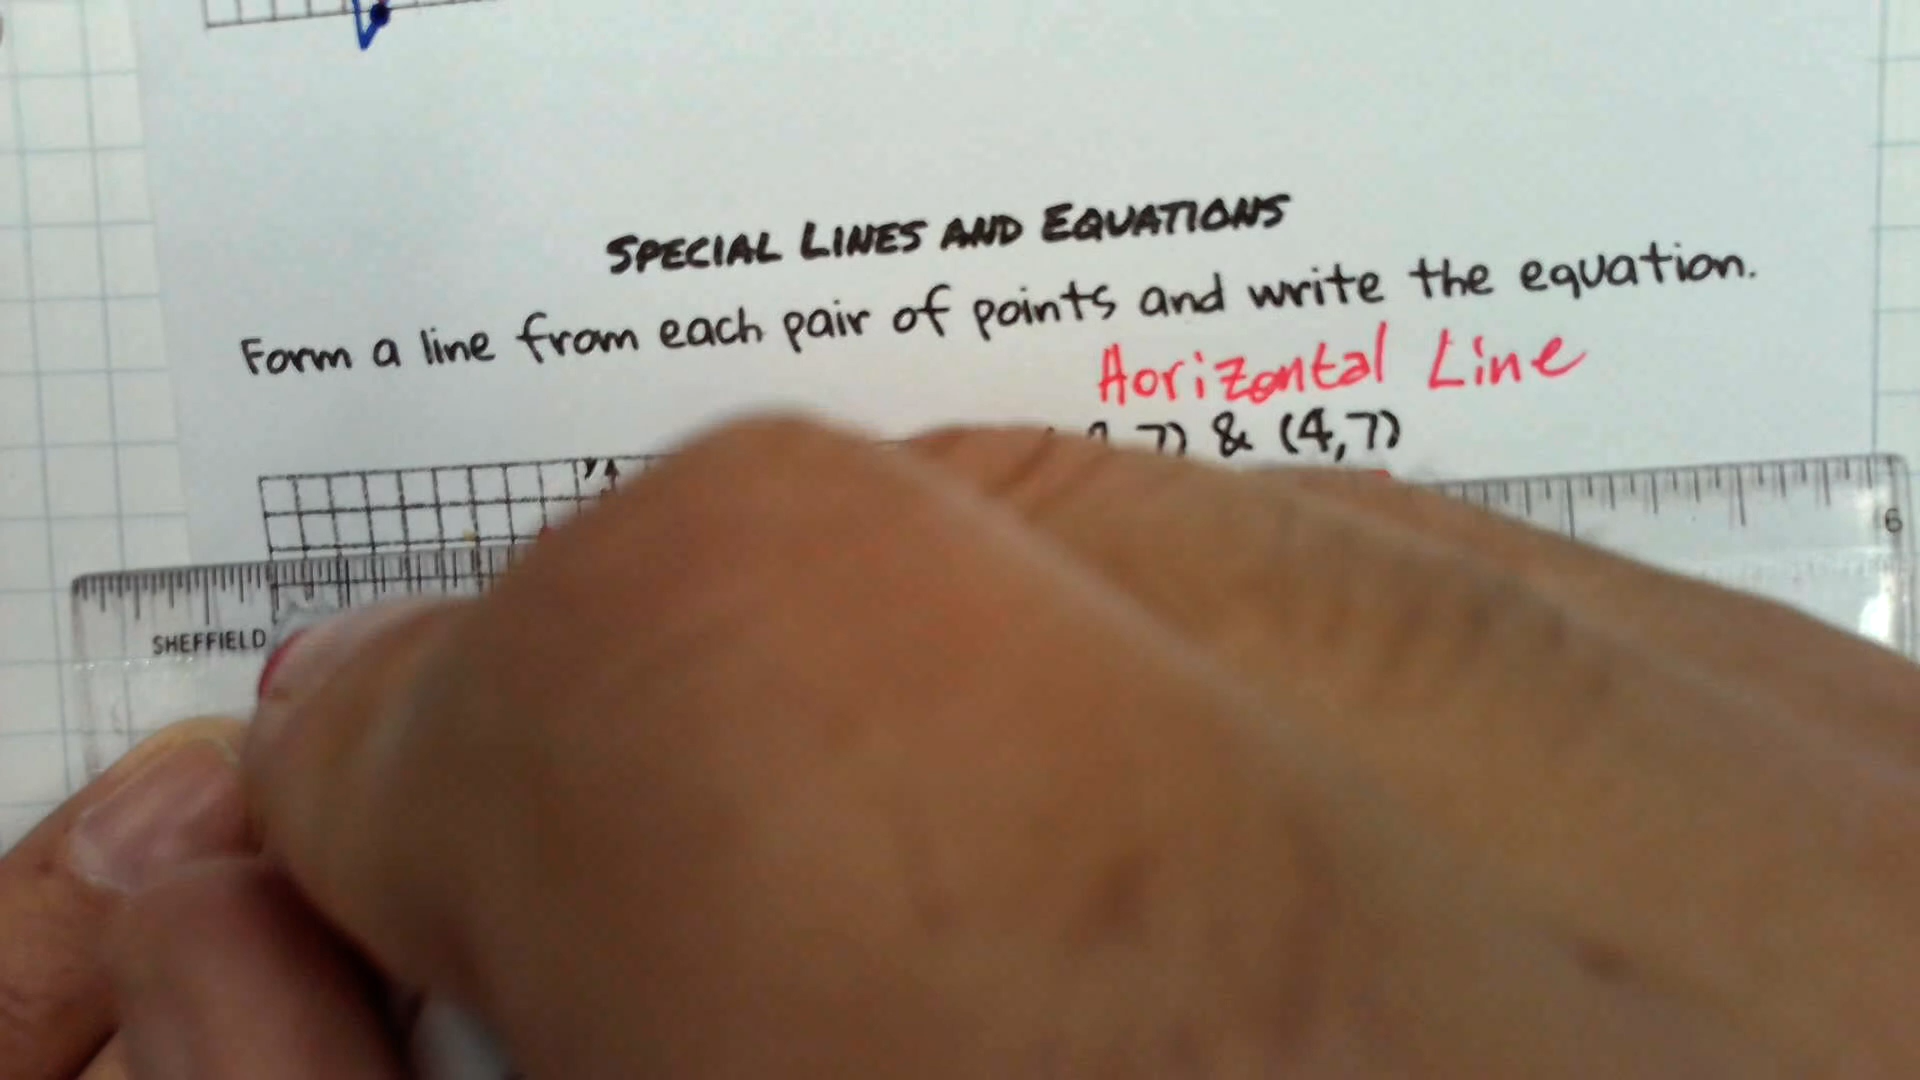 SPECIAL LINES AND EQUATIONS
Form a line from each pair of points and write the equation.
Horizontal Line
7) & (4,7)
y
6
SHEFFIELD